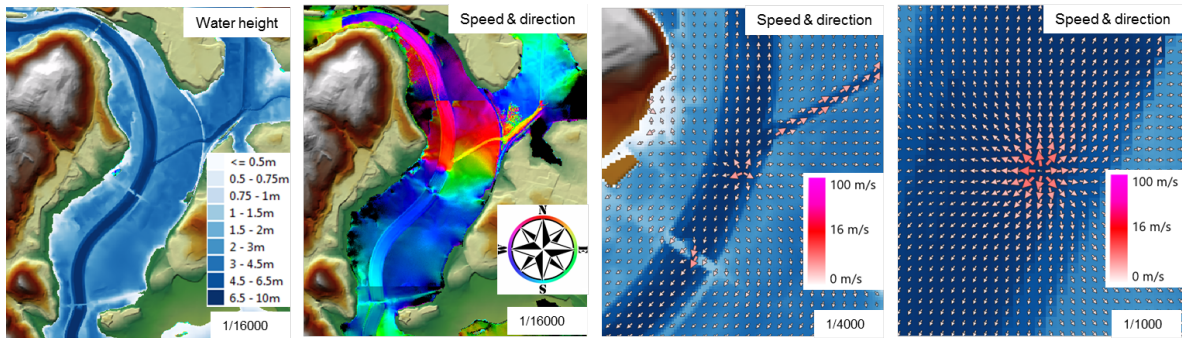 Water height
<= 0.5m
0.5 - 0.75m
0.75 - 1m
1 - 1.5m
1.5 - 2m
2 - 3m
3 - 4.5m
4.5 - 6.5m
6.5 - 10m
1/16000
Speed & direction
N
E
S
1/16000
Speed & direction
100 m/s
16 m/s
0 m/s
1/4000
Speed & direction
100 m/s
16 m/s
0 m/s
1/1000